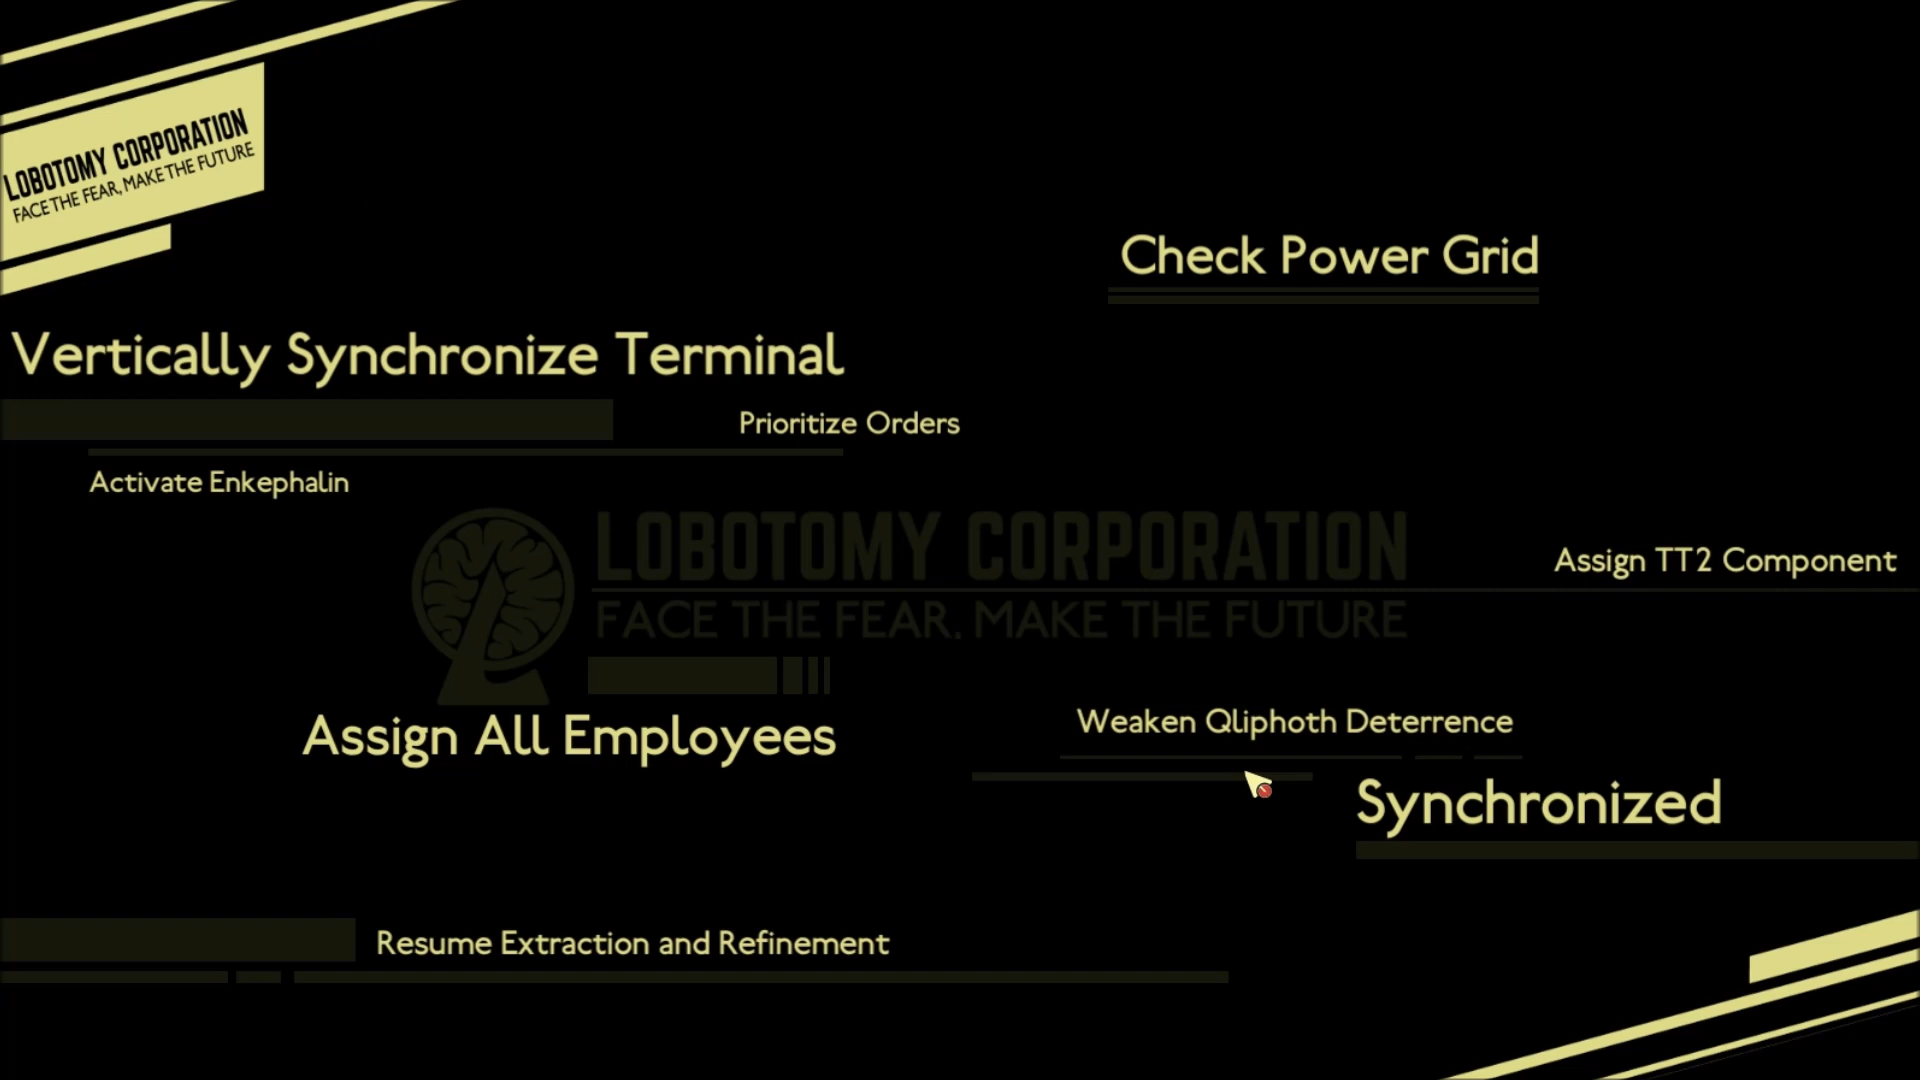 LOBOTOMY CORPORATION
FACE THE FEAR, MAKE THE FUTURE
Check Power Grid
Vertically Synchronize Terminal
Prioritize Orders
Activate Enkephalin
LOBOTOMY CORPORATION
FACE THE FEAR. MAKE THE FUTURE
Assign TT2 Component
Assign All Employees
Weaken Qliphoth Deterrence
Synchronized
Resume Extraction and Refinement